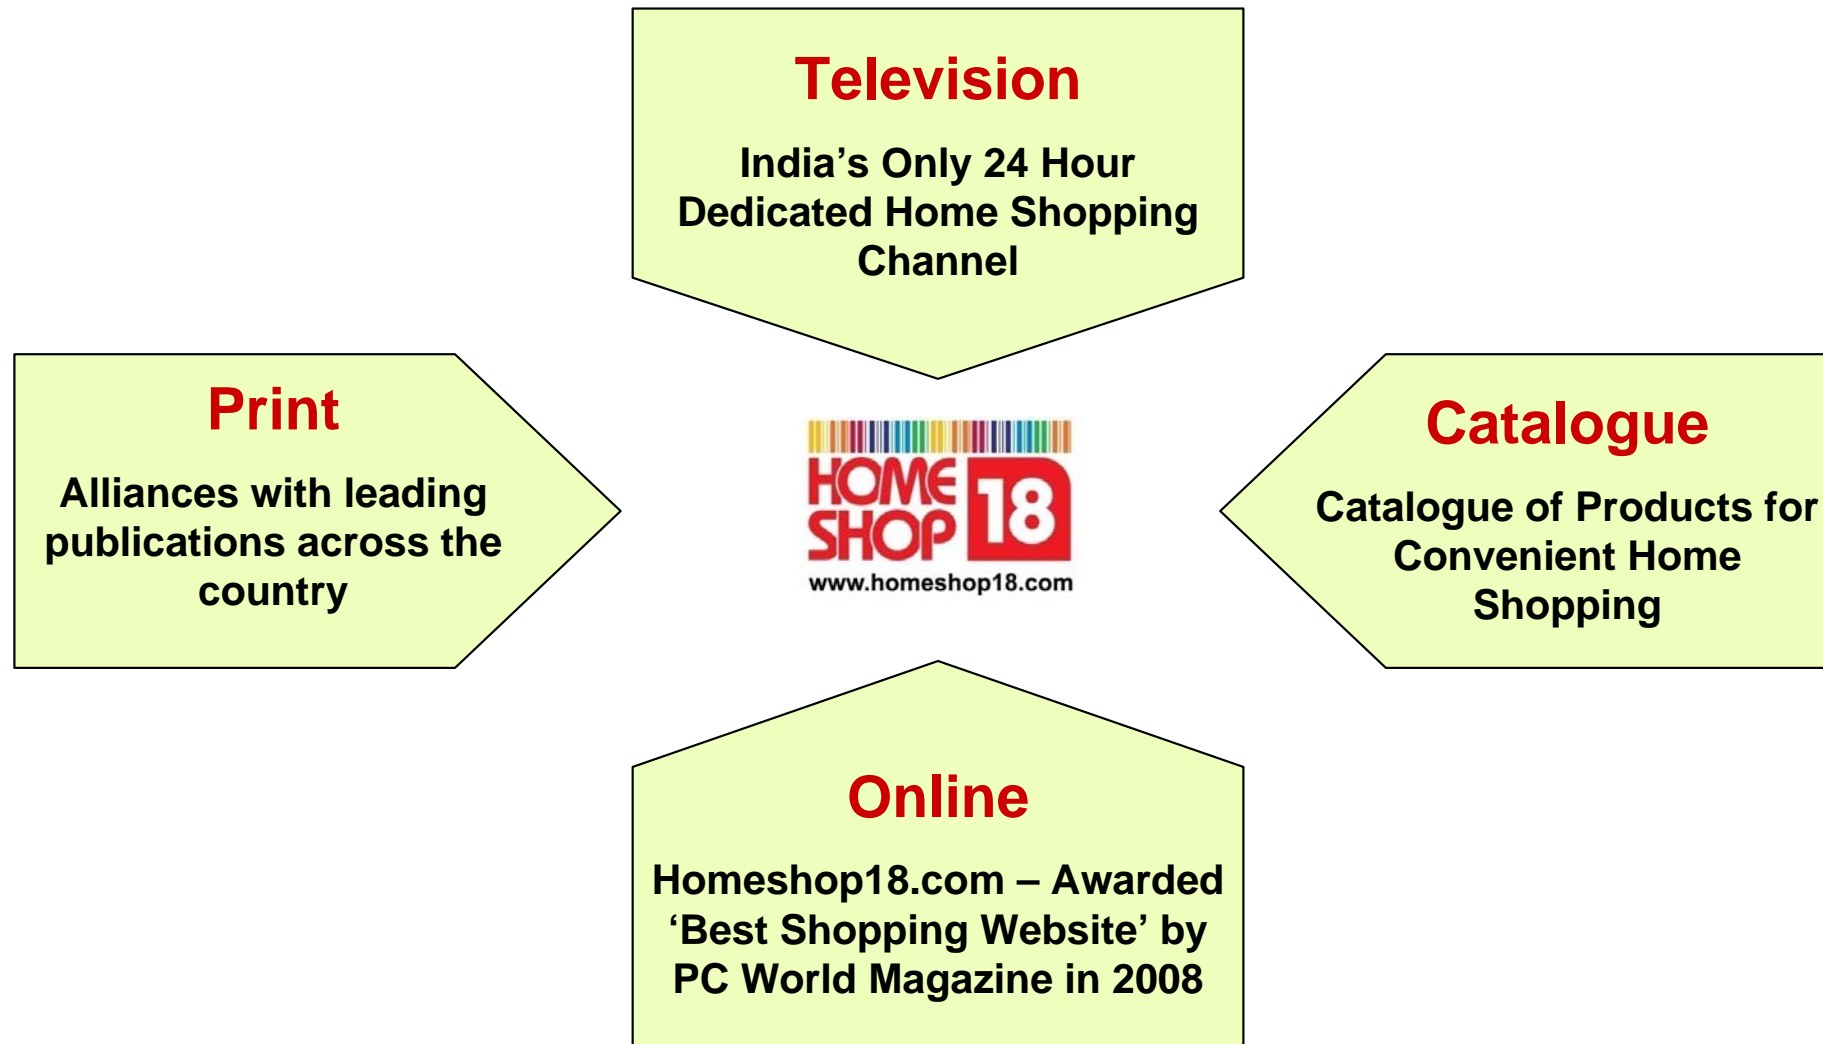 Television
India’s Only 24 Hour
Dedicated Home Shopping
Channel
Print
Alliances with leading
publications across the
country
HOME
SHOP
18
www.homeshop18.com
Catalogue
Catalogue of Products for
Convenient Home
Shopping
Online
Homeshop18.com – Awarded
‘Best Shopping Website’ by
PC World Magazine in 2008